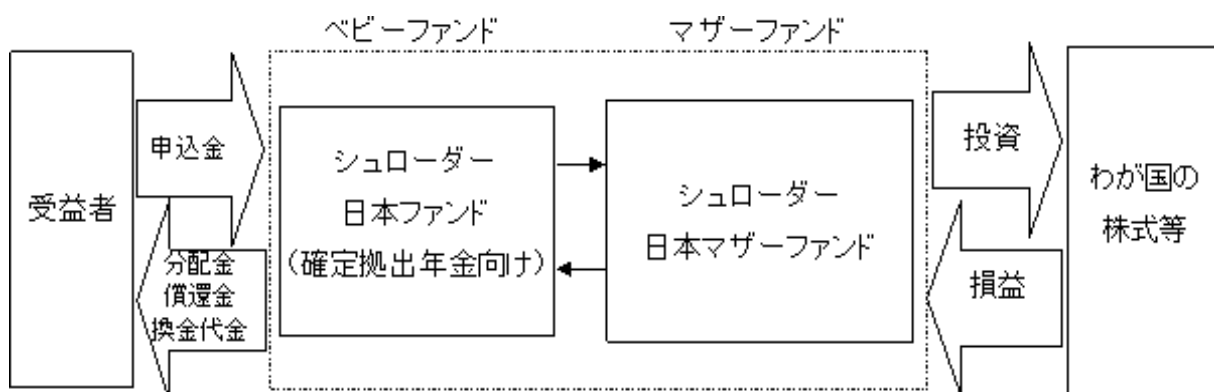 ベビーファンド
マザーファンド
受益者
申込金
分配金
償還金
換金代金
シュローダー
日本ファンド
(確定拠出年金向け)
シュローダー
日本マザーファンド
投資
損益
わが国の
株式等